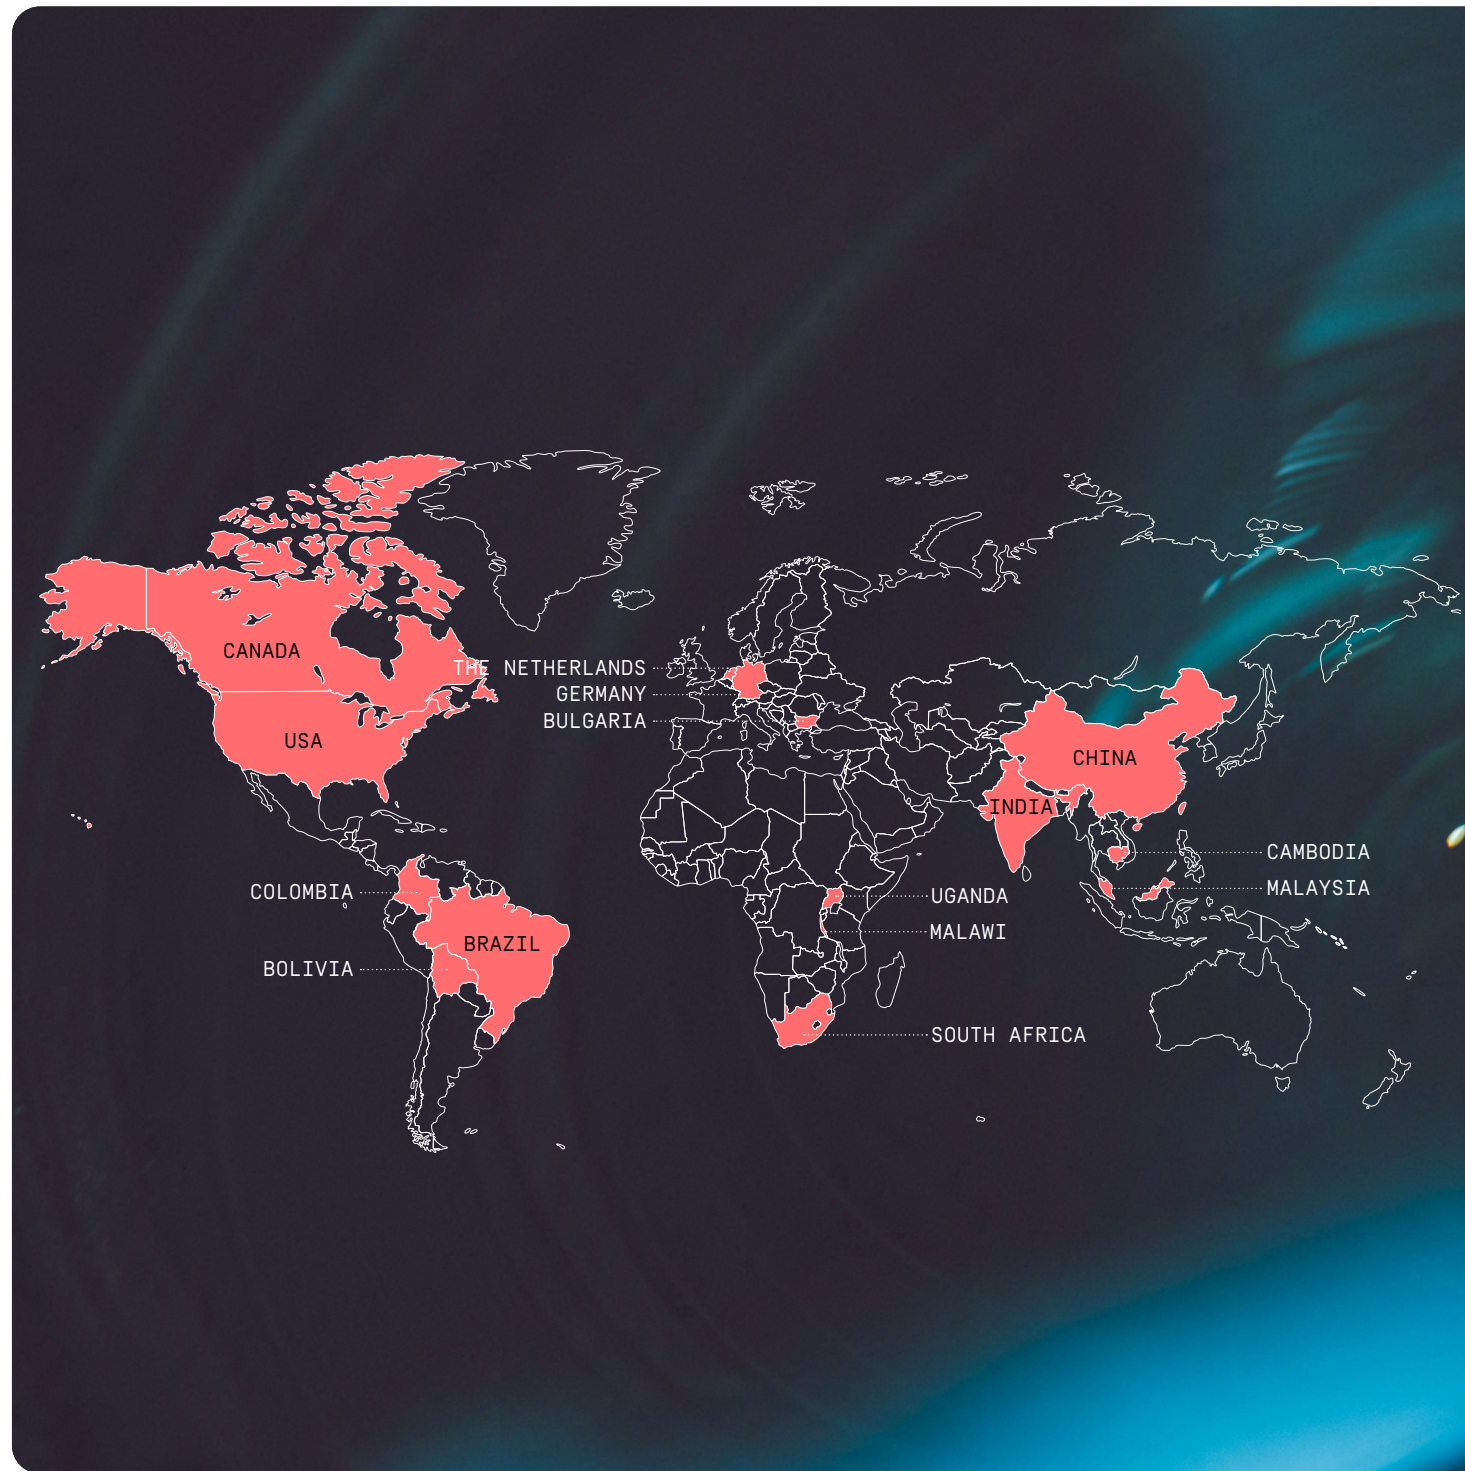 CANADA
THE NETHERLANDS
GERMANY
BULGARIA
USA
CHINA
INDIA
CAMBODIA
MALAYSIA
COLOMBIA
UGANDA
MALAWI
BRAZIL
BOLIVIA
SOUTH AFRICA